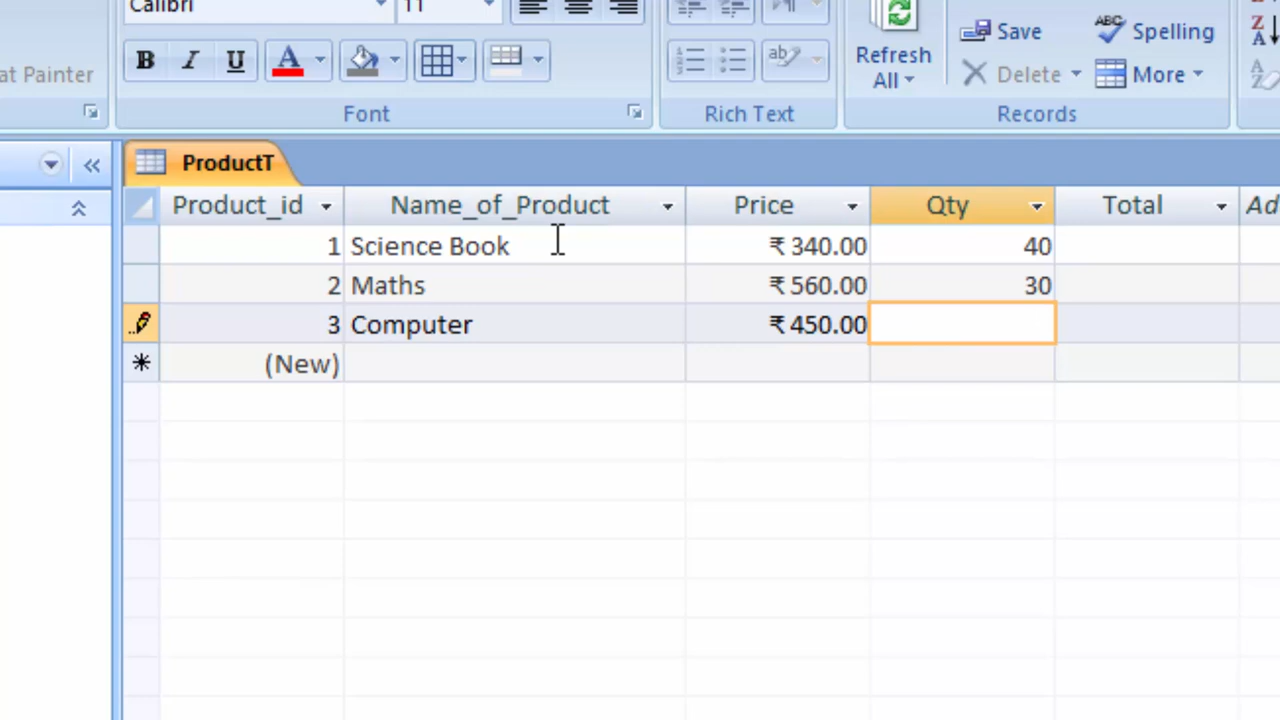 Calibri 11
at Painter
B I U A
Refresh
All
Save
Delete
Spelling
More
Font
Rich Text
Records
ProductT
Product_id Name_of_Product Price Qty Total Ad
1 Science Book ₹ 340.00 40
2 Maths ₹ 560.00 30
3 Computer ₹ 450.00
(New)